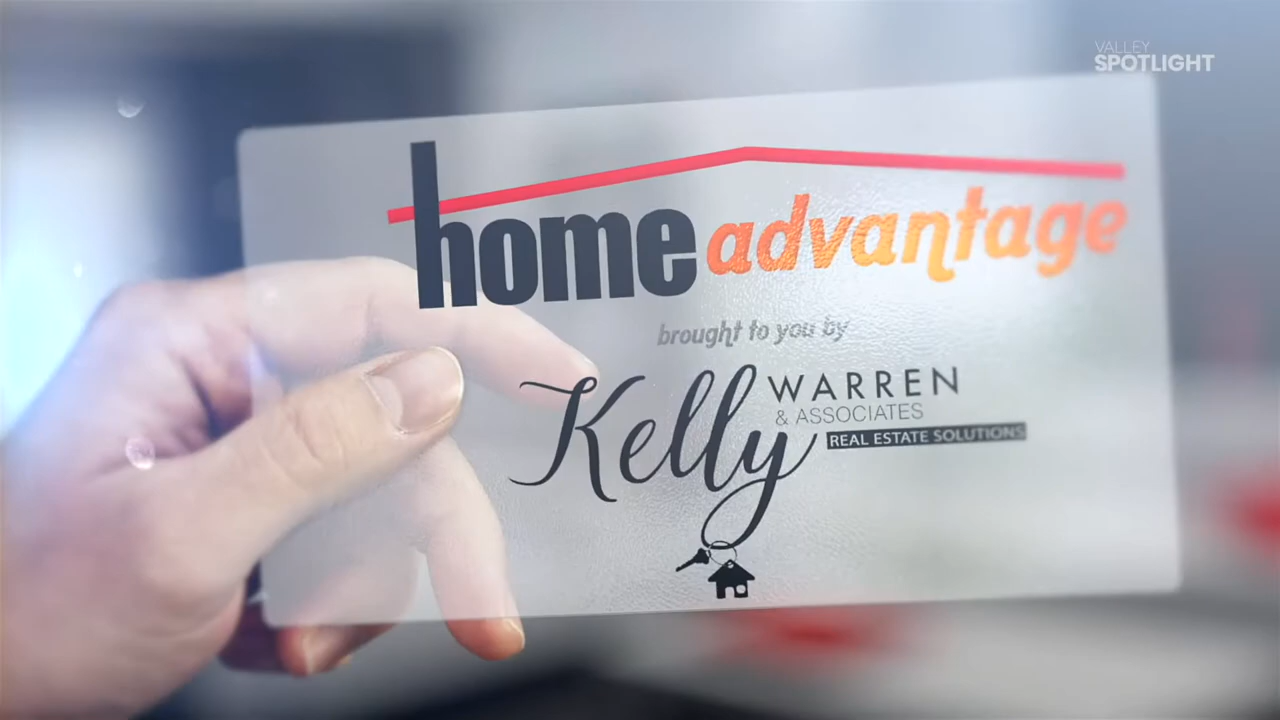 VALLEY
SPOTLIGHT
home advantage
brought to you by
Kelly WARREN
& ASSOCIATES
REAL ESTATE SOLUTIONS